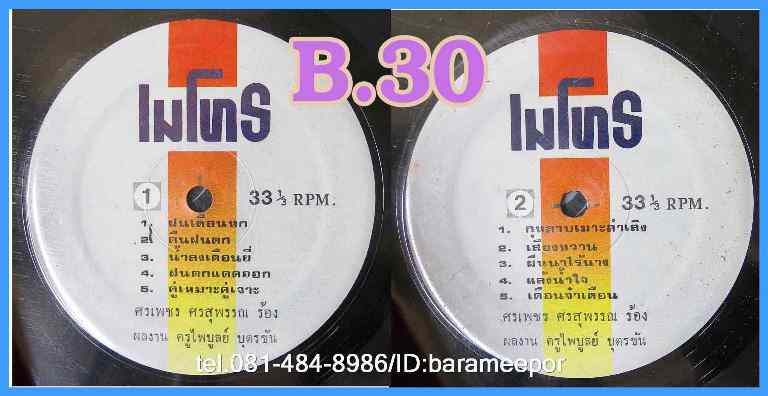 B.30
ไมโทร
1
33 1/3 RPM.
1. ฝนเดือนหก
2. คืนฝนตก
3. น้ำลงเดือนยี่
4. ฝนตกแดดออก
5. คู่เหมาะคู่เจาะ
ศรเพชร ศรสุพรรณ ร้อง
ผลงาน ครูไพบูลย์ บุตรขัน
ไมโทร
2
33 1/3 RPM.
1. กุหลาบเมาะลำเลิง
2. เสียงหวาน
3. ผืนนาไร้นาง
4. แล้งน้ำใจ
5. เดือนจ๋าเดือน
ศรเพชร ศรสุพรรณ ร้อง
ผลงาน ครูไพบูลย์ บุตรขัน
tel.081-484-8986/ID:barameepor